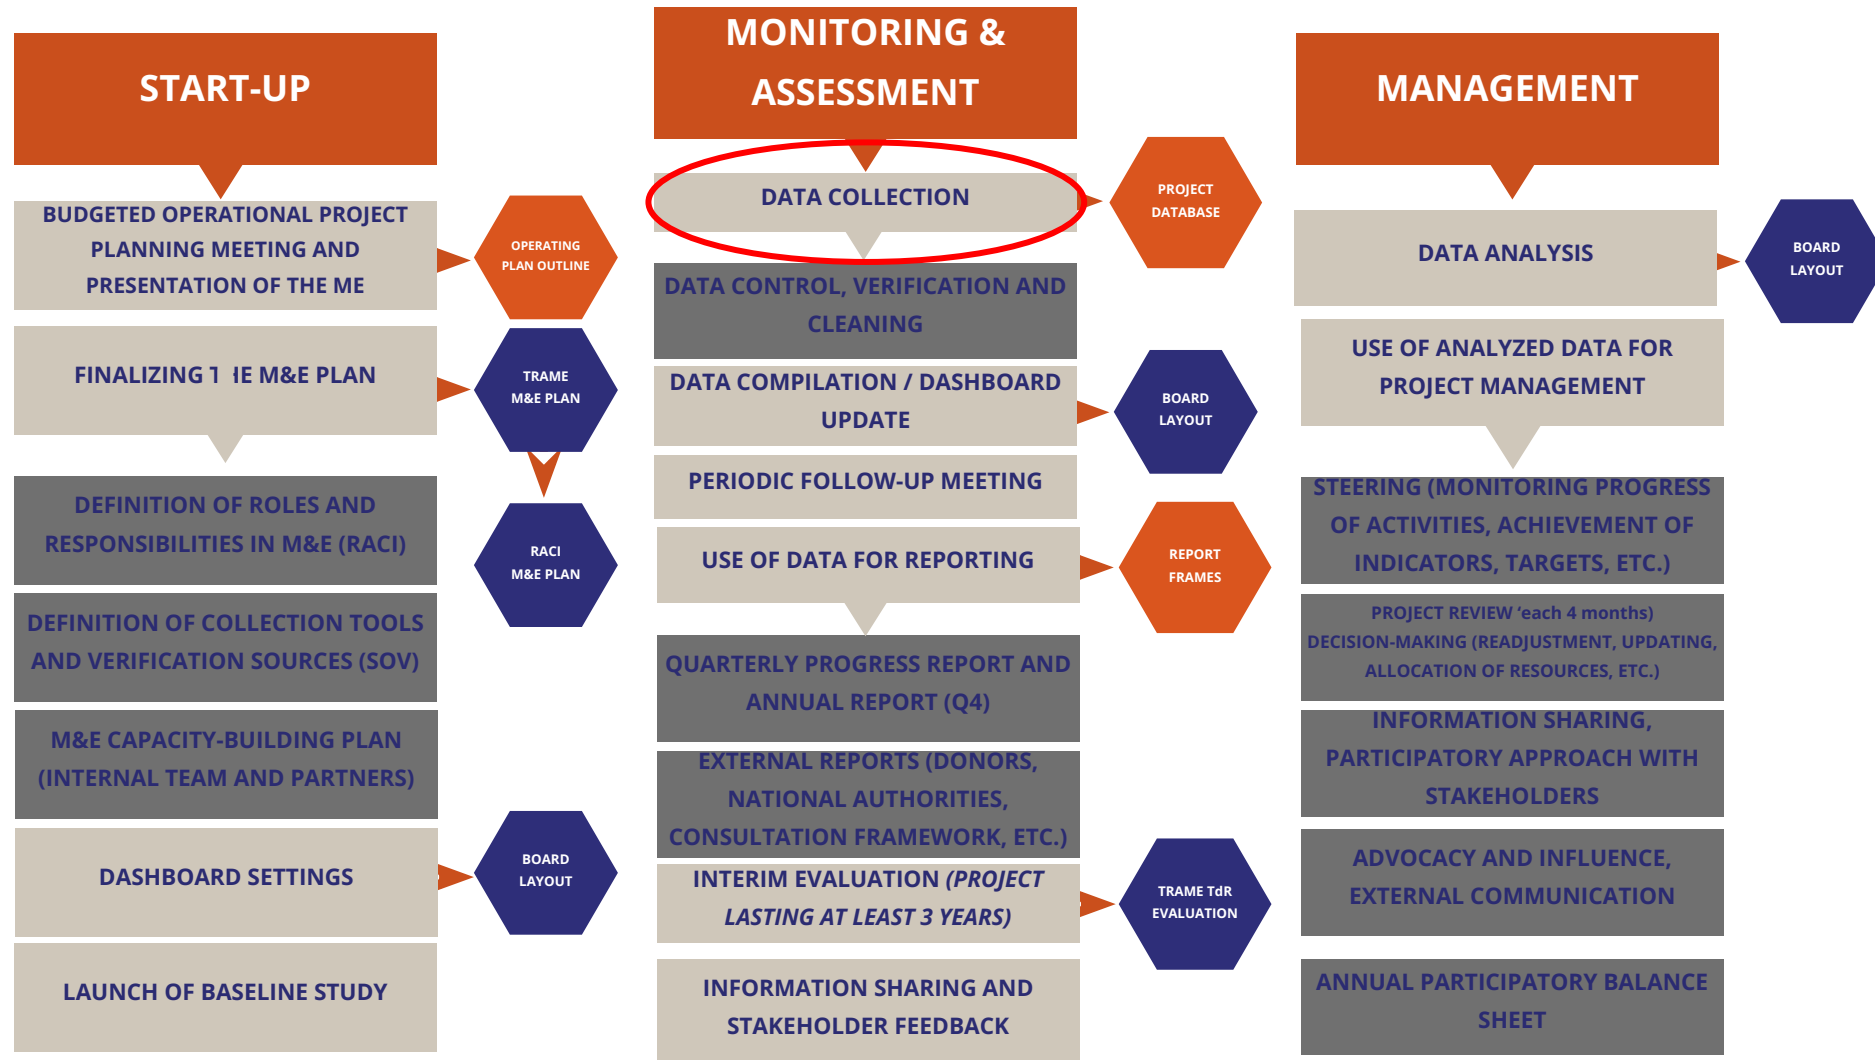 START-UP
BUDGETED OPERATIONAL PROJECT
PLANNING MEETING AND
PRESENTATION OF THE ME
OPERATING
PLAN OUTLINE
FINALIZING THE M&E PLAN
TRAME
M&E PLAN
DEFINITION OF ROLES AND
RESPONSIBILITIES IN M&E (RACI)
RACI
M&E PLAN
DEFINITION OF COLLECTION TOOLS
AND VERIFICATION SOURCES (SOV)
M&E CAPACITY-BUILDING PLAN
(INTERNAL TEAM AND PARTNERS)
DASHBOARD SETTINGS
BOARD
LAYOUT
LAUNCH OF BASELINE STUDY
MONITORING &
ASSESSMENT
DATA COLLECTION
PROJECT
DATABASE
DATA CONTROL, VERIFICATION AND
CLEANING
DATA COMPILATION / DASHBOARD
UPDATE
BOARD
LAYOUT
PERIODIC FOLLOW-UP MEETING
USE OF DATA FOR REPORTING
REPORT
FRAMES
QUARTERLY PROGRESS REPORT AND
ANNUAL REPORT (Q4)
EXTERNAL REPORTS (DONORS,
NATIONAL AUTHORITIES,
CONSULTATION FRAMEWORK, ETC.)
INTERIM EVALUATION (PROJECT
LASTING AT LEAST 3 YEARS)
TRAME TdR
EVALUATION
INFORMATION SHARING AND
STAKEHOLDER FEEDBACK
MANAGEMENT
DATA ANALYSIS
BOARD
LAYOUT
USE OF ANALYZED DATA FOR
PROJECT MANAGEMENT
STEERING (MONITORING PROGRESS
OF ACTIVITIES, ACHIEVEMENT OF
INDICATORS, TARGETS, ETC.)
PROJECT REVIEW ‘each 4 months)
DECISION-MAKING (READJUSTMENT, UPDATING,
ALLOCATION OF RESOURCES, ETC.)
INFORMATION SHARING,
PARTICIPATORY APPROACH WITH
STAKEHOLDERS
ADVOCACY AND INFLUENCE,
EXTERNAL COMMUNICATION
ANNUAL PARTICIPATORY BALANCE
SHEET